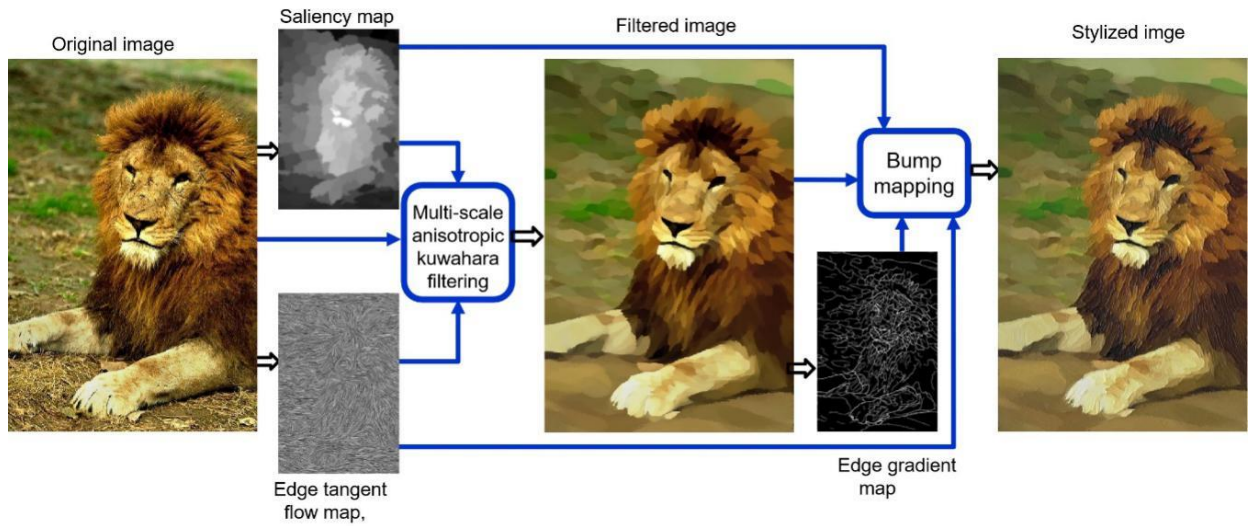 Original image
Saliency map
Filtered image
Stylized imge
Multi-scale
anisotropic
kuwahara
filtering
Bump
mapping
Edge tangent
flow map,
Edge gradient
map